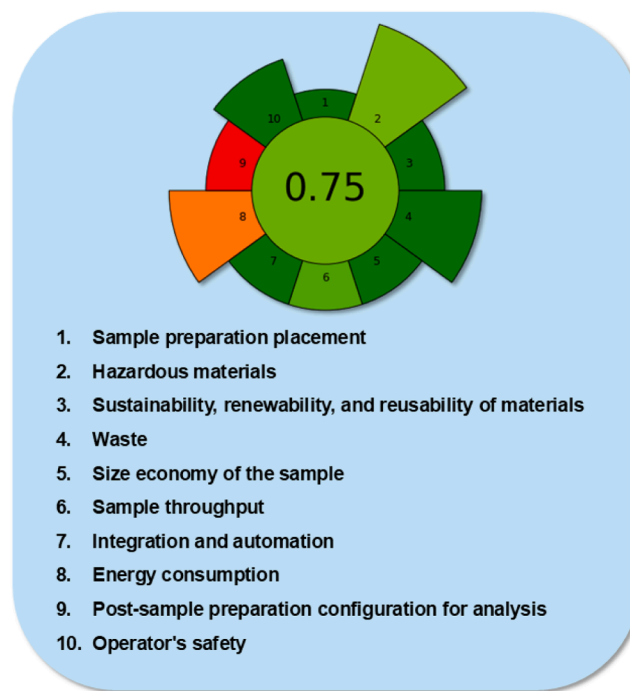 1
2
3
4
5
6
7
8
9
10
0.75
1. Sample preparation placement
2. Hazardous materials
3. Sustainability, renewability, and reusability of materials
4. Waste
5. Size economy of the sample
6. Sample throughput
7. Integration and automation
8. Energy consumption
9. Post-sample preparation configuration for analysis
10. Operator's safety